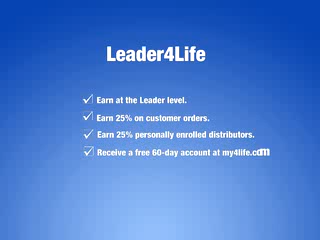 Leader4Life
Earn at the Leader level.
Earn 25% on customer orders.
Earn 25% personally enrolled distributors.
Receive a free 60-day account at my4life.com